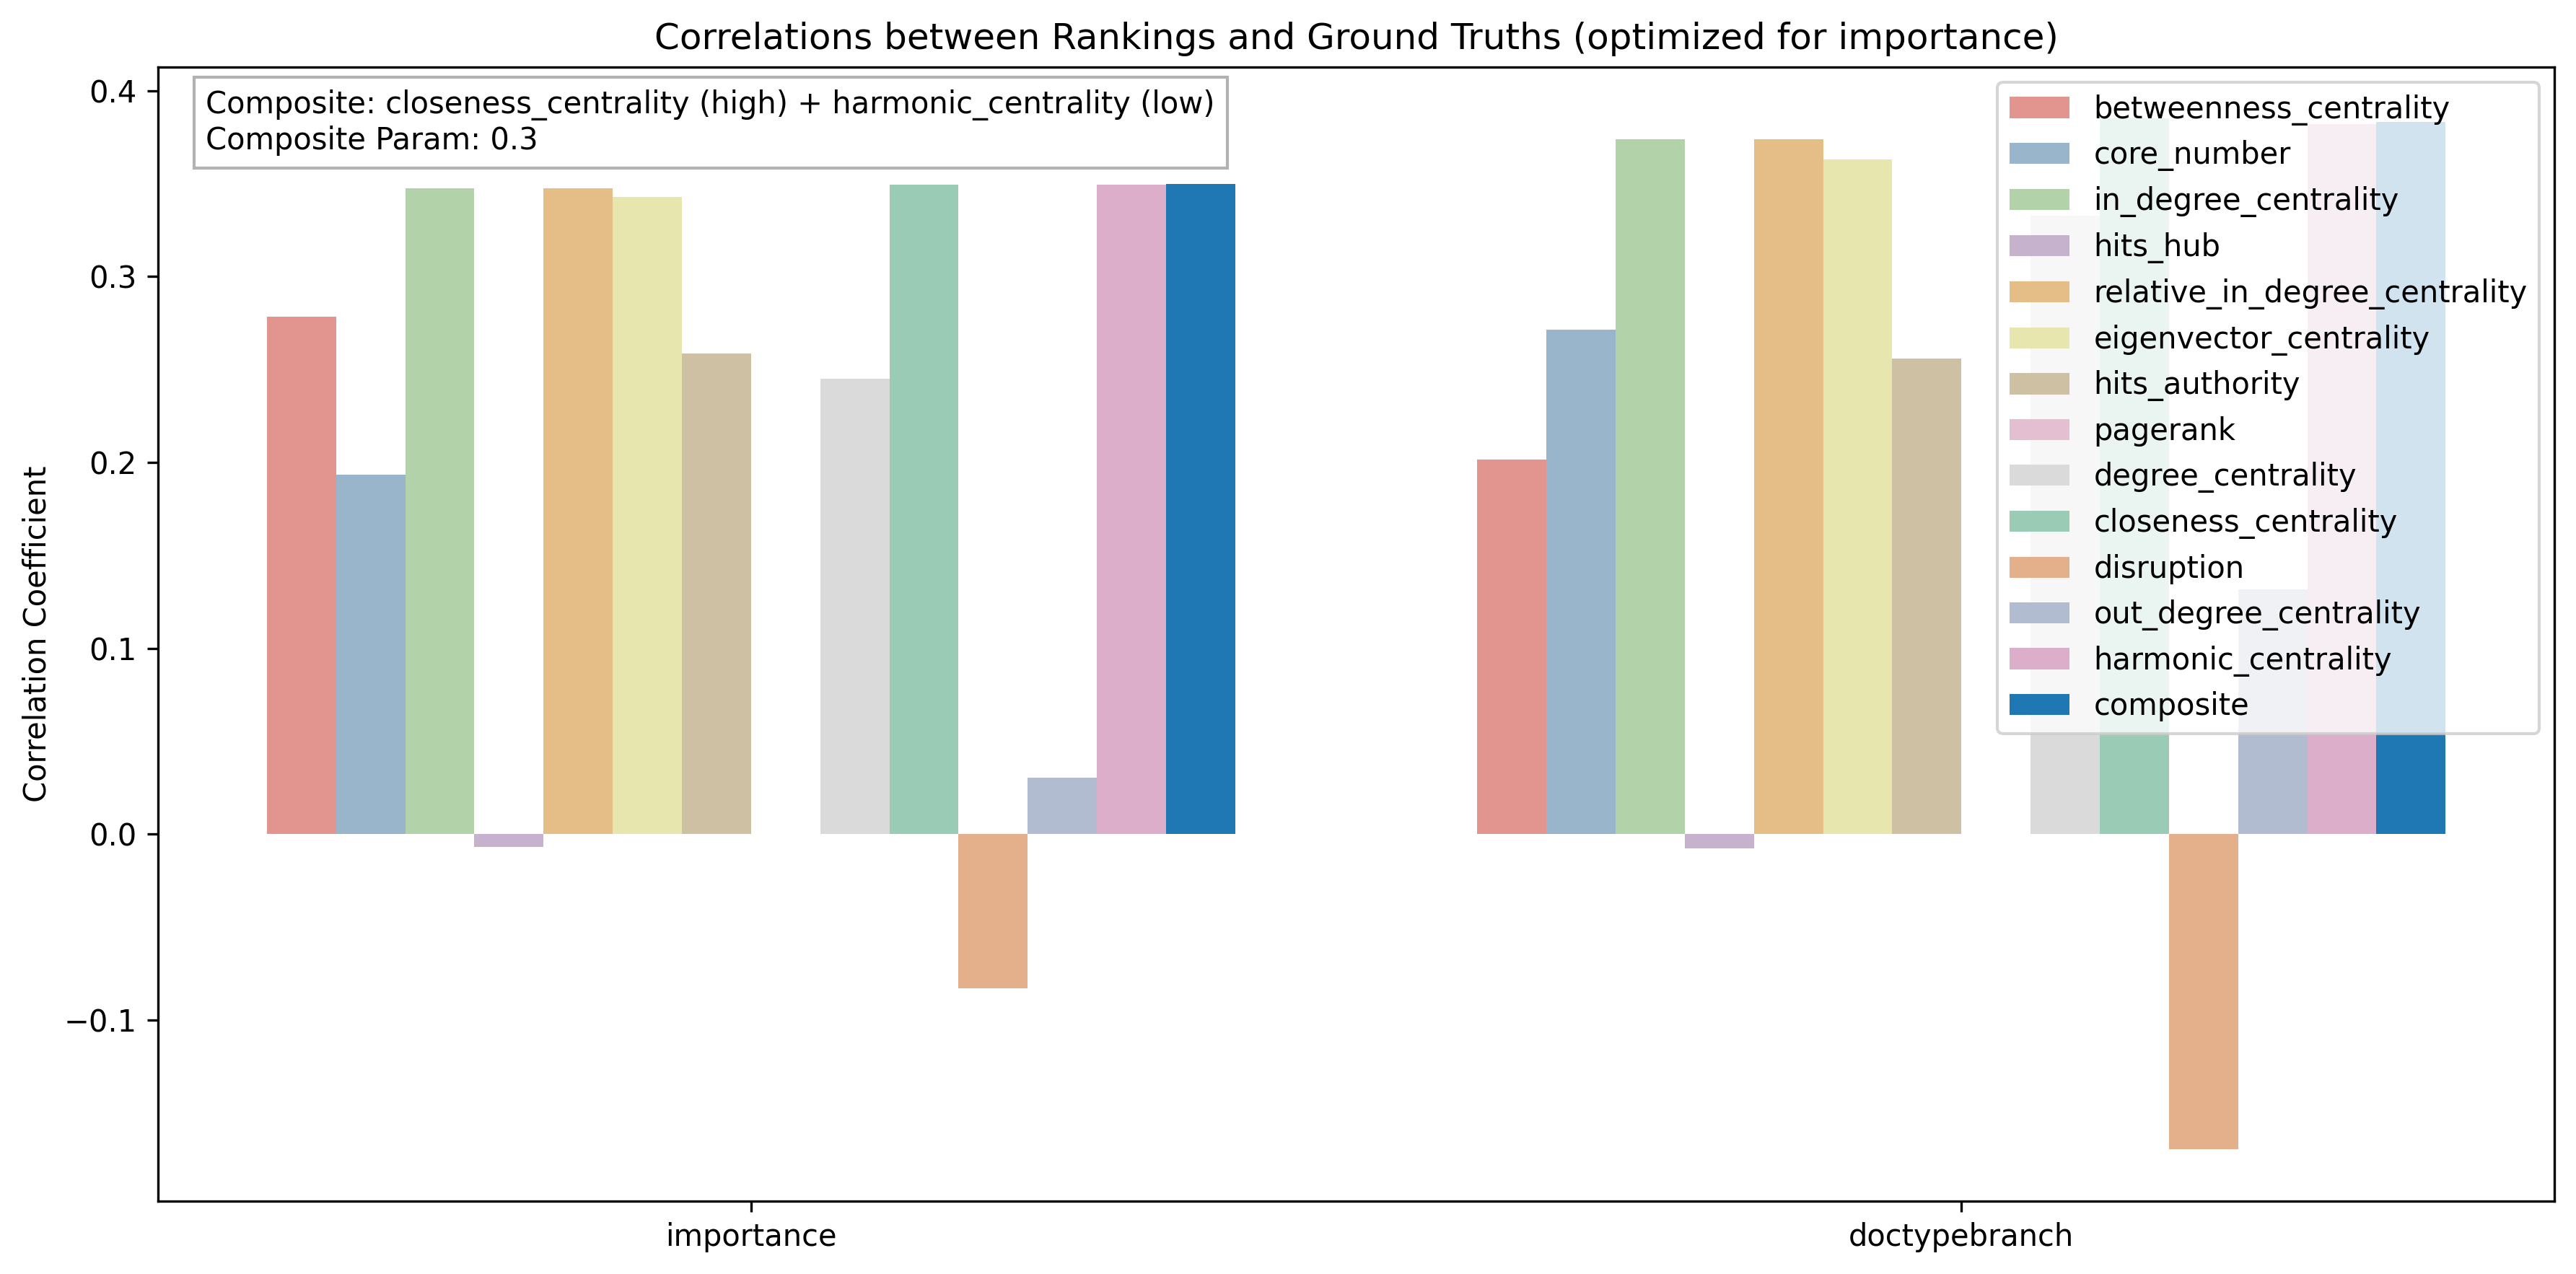 Correlations between Rankings and Ground Truths (optimized for importance)
Composite: closeness_centrality (high) + harmonic_centrality (low)
Composite Param: 0.3
betweenness_centrality
core_number
in_degree_centrality
hits_hub
relative_in_degree_centrality
eigenvector_centrality
hits_authority
pagerank
degree_centrality
closeness_centrality
disruption
out_degree_centrality
harmonic_centrality
composite
Correlation Coefficient
0.4
0.3
0.2
0.1
0.0
−0.1
importance
doctypebranch